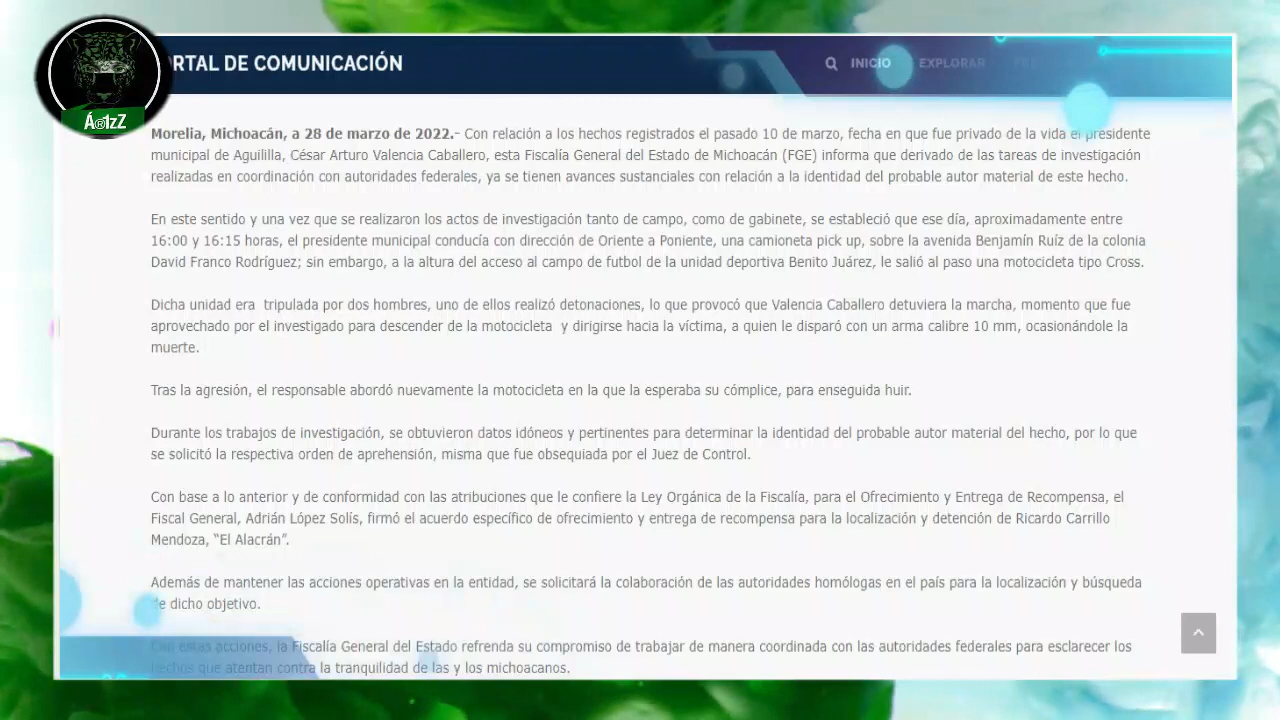 RTAL DE COMUNICACIÓN
INICIO
EXPLORAR
Á®1zZ
Morelia, Michoacán, a 28 de marzo de 2022.- Con relación a los hechos registrados el pasado 10 de marzo, fecha en que fue privado de la vida el presidente
municipal de Aguililla, César Arturo Valencia Caballero, esta Fiscalía General del Estado de Michoacán (FGE) informa que derivado de las tareas de investigación
realizadas en coordinación con autoridades federales, ya se tienen avances sustanciales con relación a la identidad del probable autor material de este hecho.
En este sentido y una vez que se realizaron los actos de investigación tanto de campo, como de gabinete, se estableció que ese día, aproximadamente entre
16:00 y 16:15 horas, el presidente municipal conducía con dirección de Oriente a Poniente, una camioneta pick up, sobre la avenida Benjamín Ruíz de la colonia
David Franco Rodríguez; sin embargo, a la altura del acceso al campo de futbol de la unidad deportiva Benito Juárez, le salió al paso una motocicleta tipo Cross.
Dicha unidad era tripulada por dos hombres, uno de ellos realizó detonaciones, lo que provocó que Valencia Caballero detuviera la marcha, momento que fue
aprovechado por el investigado para descender de la motocicleta y dirigirse hacia la víctima, a quien le disparó con un arma calibre 10 mm, ocasionándole la
muerte.
Tras la agresión, el responsable abordó nuevamente la motocicleta en la que la esperaba su cómplice, para enseguida huir.
Durante los trabajos de investigación, se obtuvieron datos idóneos y pertinentes para determinar la identidad del probable autor material del hecho, por lo que
se solicitó la respectiva orden de aprehensión, misma que fue obsequiada por el Juez de Control.
Con base a lo anterior y de conformidad con las atribuciones que le confiere la Ley Orgánica de la Fiscalía, para el Ofrecimiento y Entrega de Recompensa, el
Fiscal General, Adrián López Solís, firmó el acuerdo específico de ofrecimiento y entrega de recompensa para la localización y detención de Ricardo Carrillo
Mendoza, “El Alacrán”.
Además de mantener las acciones operativas en la entidad, se solicitará la colaboración de las autoridades homólogas en el país para la localización y búsqueda
de dicho objetivo.
Con estas acciones, la Fiscalía General del Estado refrenda su compromiso de trabajar de manera coordinada con las autoridades federales para esclarecer los
hechos que atentan contra la tranquilidad de las y los michoacanos.